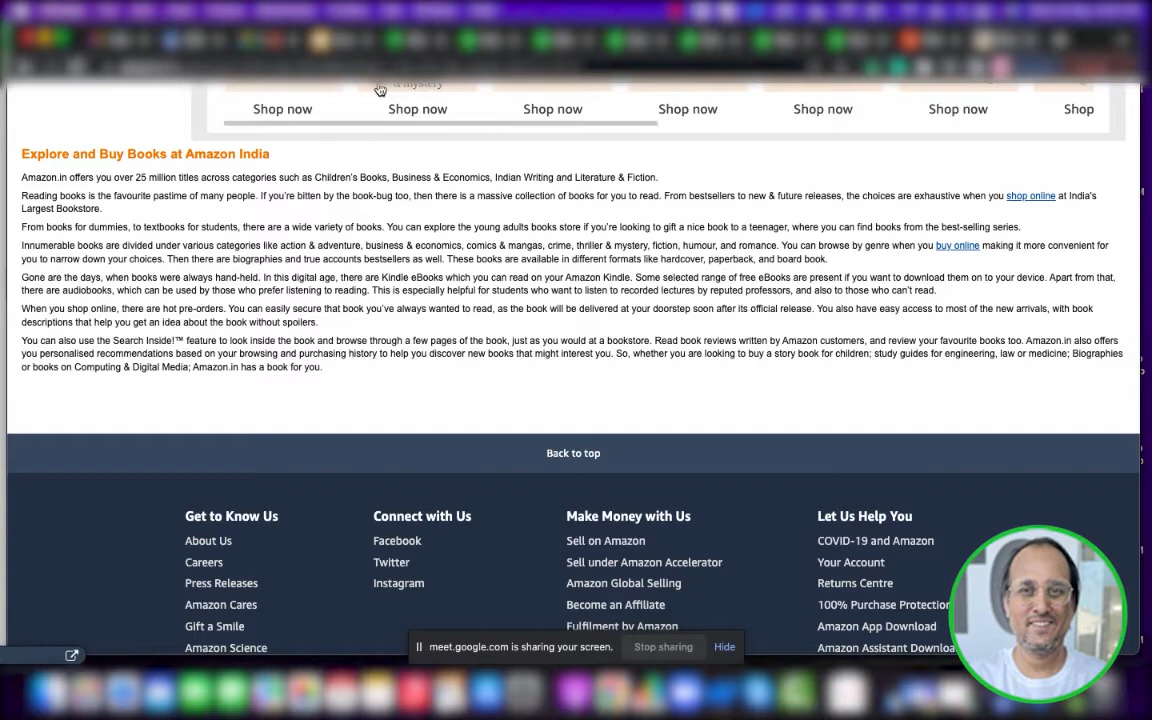 & mystery
Shop now Shop now Shop now Shop now Shop now Shop now Shop
Explore and Buy Books at Amazon India
Amazon.in offers you over 25 million titles across categories such as Children's Books, Business & Economics, Indian Writing and Literature & Fiction.
Reading books is the favourite pastime of many people. If you're bitten by the book-bug too, then there is a massive collection of books for you to read. From bestsellers to new & future releases, the choices are exhaustive when you shop online at India's
Largest Bookstore.
From books for dummies, to textbooks for students, there are a wide variety of books. You can explore the young adults books store if you're looking to gift a nice book to a teenager, where you can find books from the best-selling series.
Innumerable books are divided under various categories like action & adventure, business & economics, comics & mangas, crime, thriller & mystery, fiction, humour, and romance. You can browse by genre when you buy online making it more convenient for
you to narrow down your choices. Then there are biographies and true accounts bestsellers as well. These books are available in different formats like hardcover, paperback, and board book.
Gone are the days, when books were always hand-held. In this digital age, there are Kindle eBooks which you can read on your Amazon Kindle. Some selected range of free eBooks are present if you want to download them on to your device. Apart from that,
there are audiobooks, which can be used by those who prefer listening to reading. This is especially helpful for students who want to listen to recorded lectures by reputed professors, and also to those who can't read.
When you shop online, there are hot pre-orders. You can easily secure that book you've always wanted to read, as the book will be delivered at your doorstep soon after its official release. You also have easy access to most of the new arrivals, with book
descriptions that help you get an idea about the book without spoilers.
You can also use the Search Inside!™ feature to look inside the book and browse through a few pages of the book, just as you would at a bookstore. Read book reviews written by Amazon customers, and review your favourite books too. Amazon.in also offers
you personalised recommendations based on your browsing and purchasing history to help you discover new books that might interest you. So, whether you are looking to buy a story book for children; study guides for engineering, law or medicine; Biographies
or books on Computing & Digital Media; Amazon.in has a book for you.
Back to top
Get to Know Us
About Us
Careers
Press Releases
Amazon Cares
Gift a Smile
Amazon Science
Connect with Us
Facebook
Twitter
Instagram
Make Money with Us
Sell on Amazon
Sell under Amazon Accelerator
Amazon Global Selling
Become an Affiliate
Fulfilment by Amazon
Let Us Help You
COVID-19 and Amazon
Your Account
Returns Centre
100% Purchase Protection
Amazon App Download
Amazon Assistant Downloa
meet.google.com is sharing your screen. Stop sharing Hide